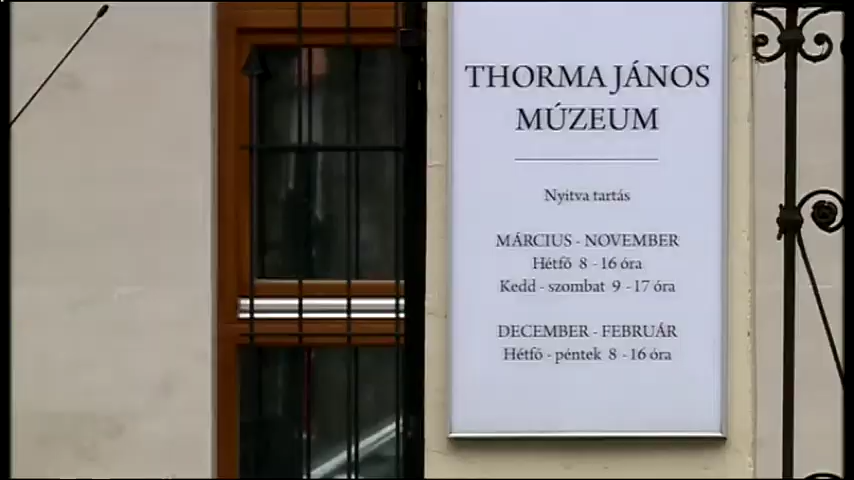 THORMA JÁNOS
MÚZEUM
Nyitva tartás
MÁRCIUS - NOVEMBER
Hétfő 8 - 16 óra
Kedd - szombat 9 - 17 óra
DECEMBER - FEBRUÁR
Hétfő - péntek 8 - 16 óra